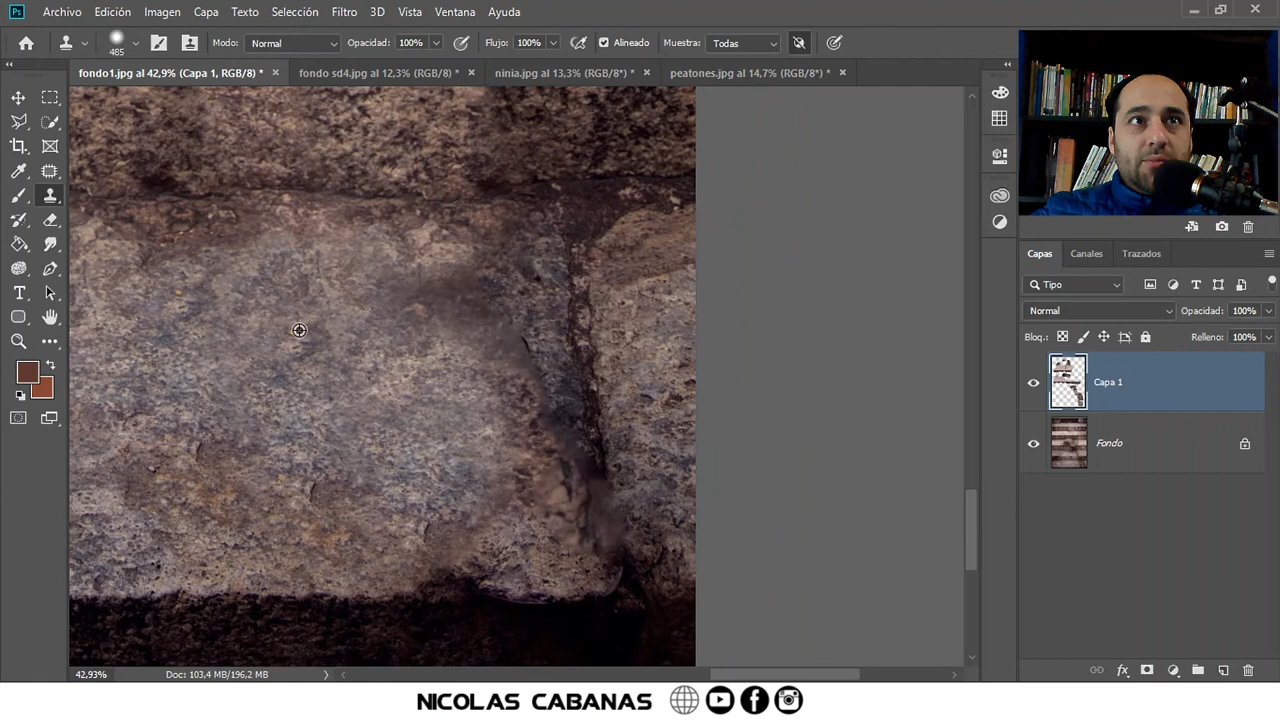 Ps Archivo Edición Imagen Capa Texto Selección Filtro 3D Vista Ventana Ayuda
485 Modo: Normal Opacidad: 100% Flujo: 100% Alineado Muestra: Todas
fondo1.jpg al 42,9% (Capa 1, RGB/8) * fondo sd4.jpg al 12,3% (RGB/8) * ninia.jpg al 13,3% (RGB/8*) * peatones.jpg al 14,7% (RGB/8*) *
Capas Canales Trazados
Tipo
Normal Opacidad: 100%
Bloq.: Relleno: 100%
Capa 1
Fondo
42,93% Doc: 103,4 MB/196,2 MB
NICOLAS CABANAS